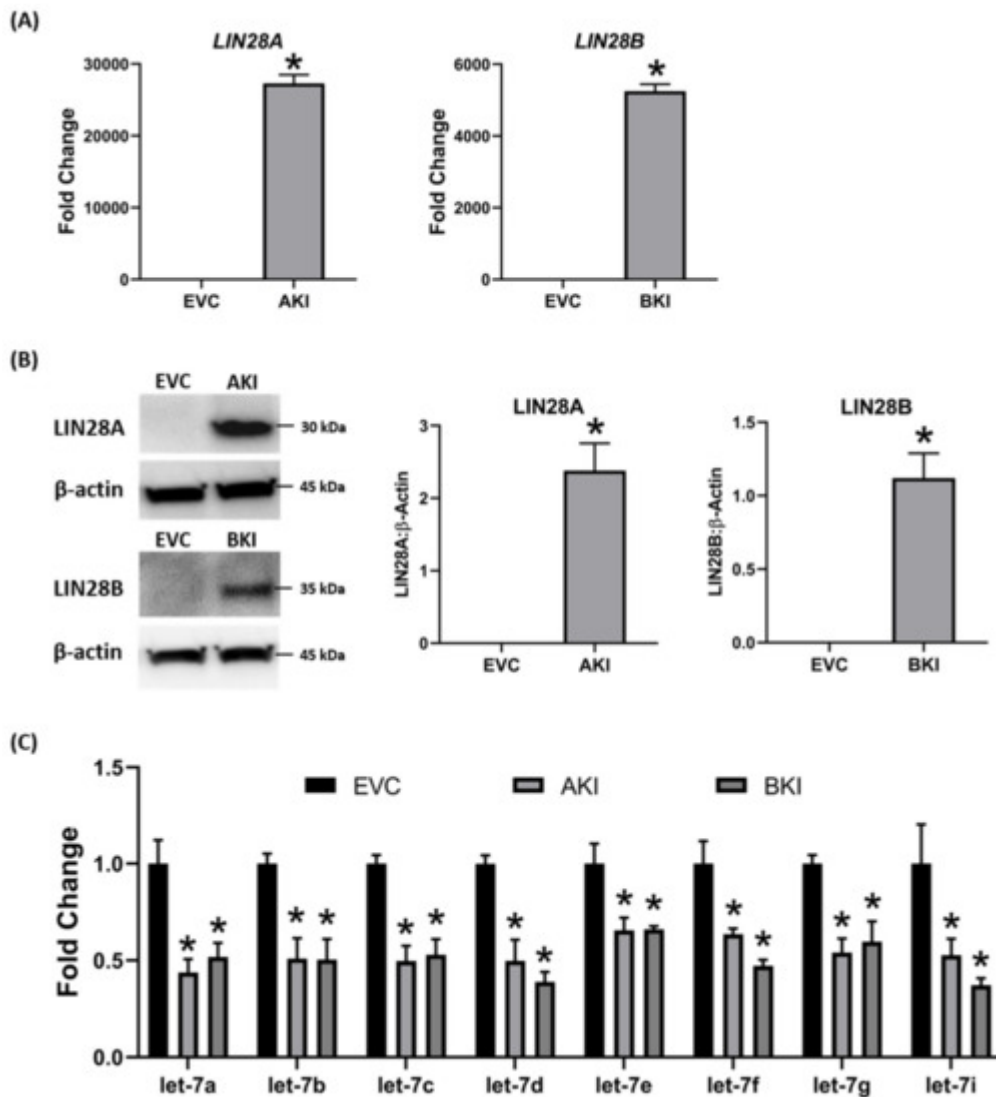 (A)
LIN28A
*
30000
20000
10000
0
Fold Change
EVC AKI
LIN28B
*
6000
4000
2000
0
Fold Change
EVC BKI
(B)
EVC AKI
LIN28A
30 kDa
β-actin
45 kDa
EVC BKI
LIN28B
35 kDa
β-actin
45 kDa
LIN28A
*
3
2
1
0
LIN28A:β-Actin
EVC AKI
LIN28B
*
1.5
1.0
0.5
0.0
LIN28B:β-Actin
EVC BKI
(C)
1.5
1.0
0.5
0.0
Fold Change
EVC AKI BKI
* * * * * * * * * * * * * * * *
let-7a let-7b let-7c let-7d let-7e let-7f let-7g let-7i